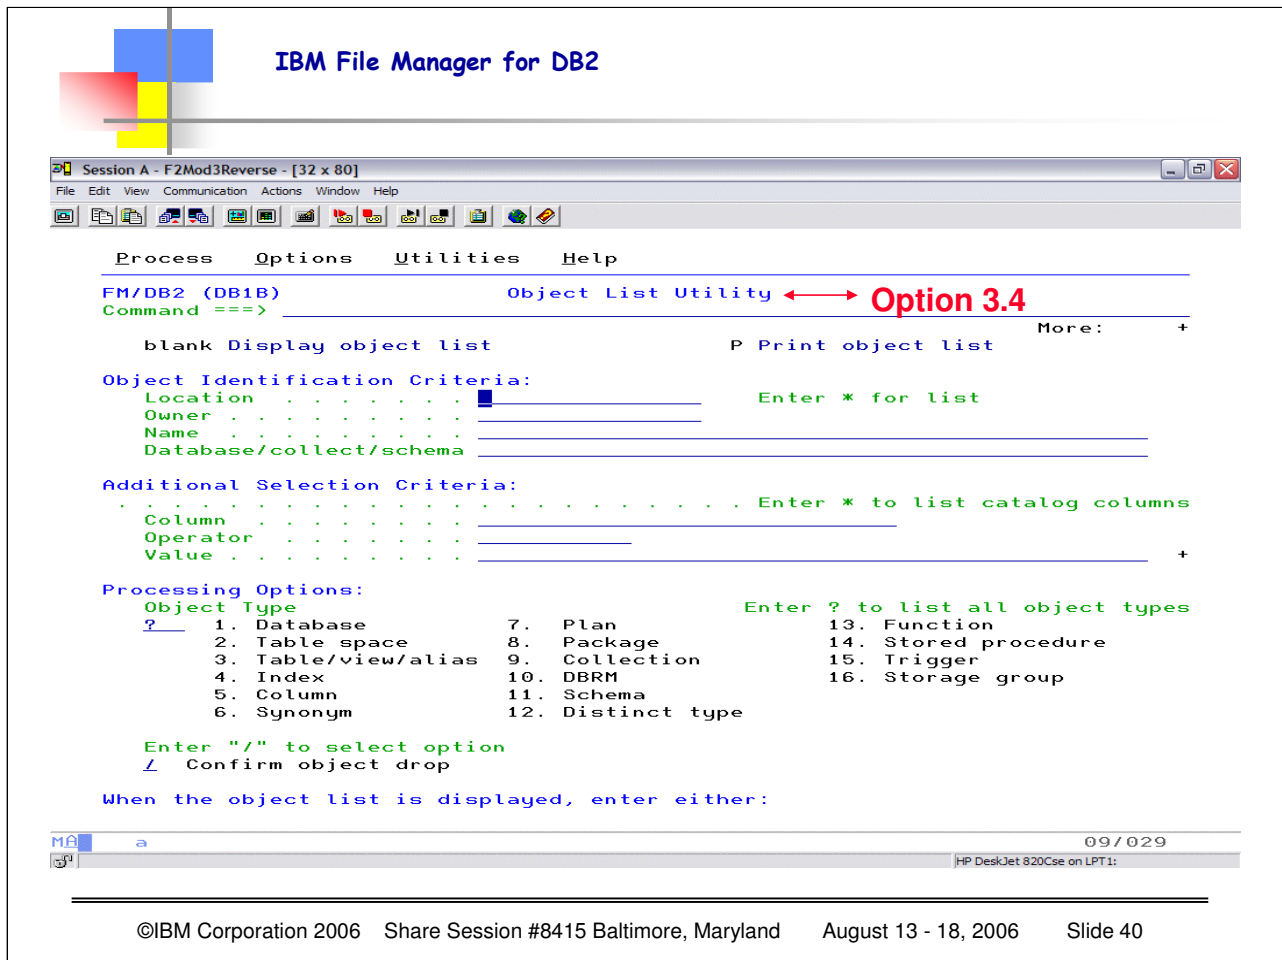 IBM File Manager for DB2
Session A - F2Mod3Reverse - [32 x 80]
File Edit View Communication Actions Window Help
Process Options Utilities Help
FM/DB2 (DB1B) Object List Utility Option 3.4
Command ===>
More: +
blank Display object list P Print object list
Object Identification Criteria:
Location . . . . . . . Enter * for list
Owner . . . . . . . . .
Name . . . . . . . . .
Database/collect/schema
Additional Selection Criteria:
. . . . . . . . . . . . . . . . . . . . . . . Enter * to list catalog columns
Column . . . . . . .
Operator . . . . . . .
Value . . . . . . . . . +
Processing Options:
Object Type Enter ? to list all object types
? 1. Database 7. Plan 13. Function
2. Table space 8. Package 14. Stored procedure
3. Table/view/alias 9. Collection 15. Trigger
4. Index 10. DBRM 16. Storage group
5. Column 11. Schema
6. Synonym 12. Distinct type
Enter "/" to select option
/ Confirm object drop
When the object list is displayed, enter either:
MA a 09/029
HP DeskJet 820Cse on LPT1:
©IBM Corporation 2006 Share Session #8415 Baltimore, Maryland August 13 - 18, 2006 Slide 40